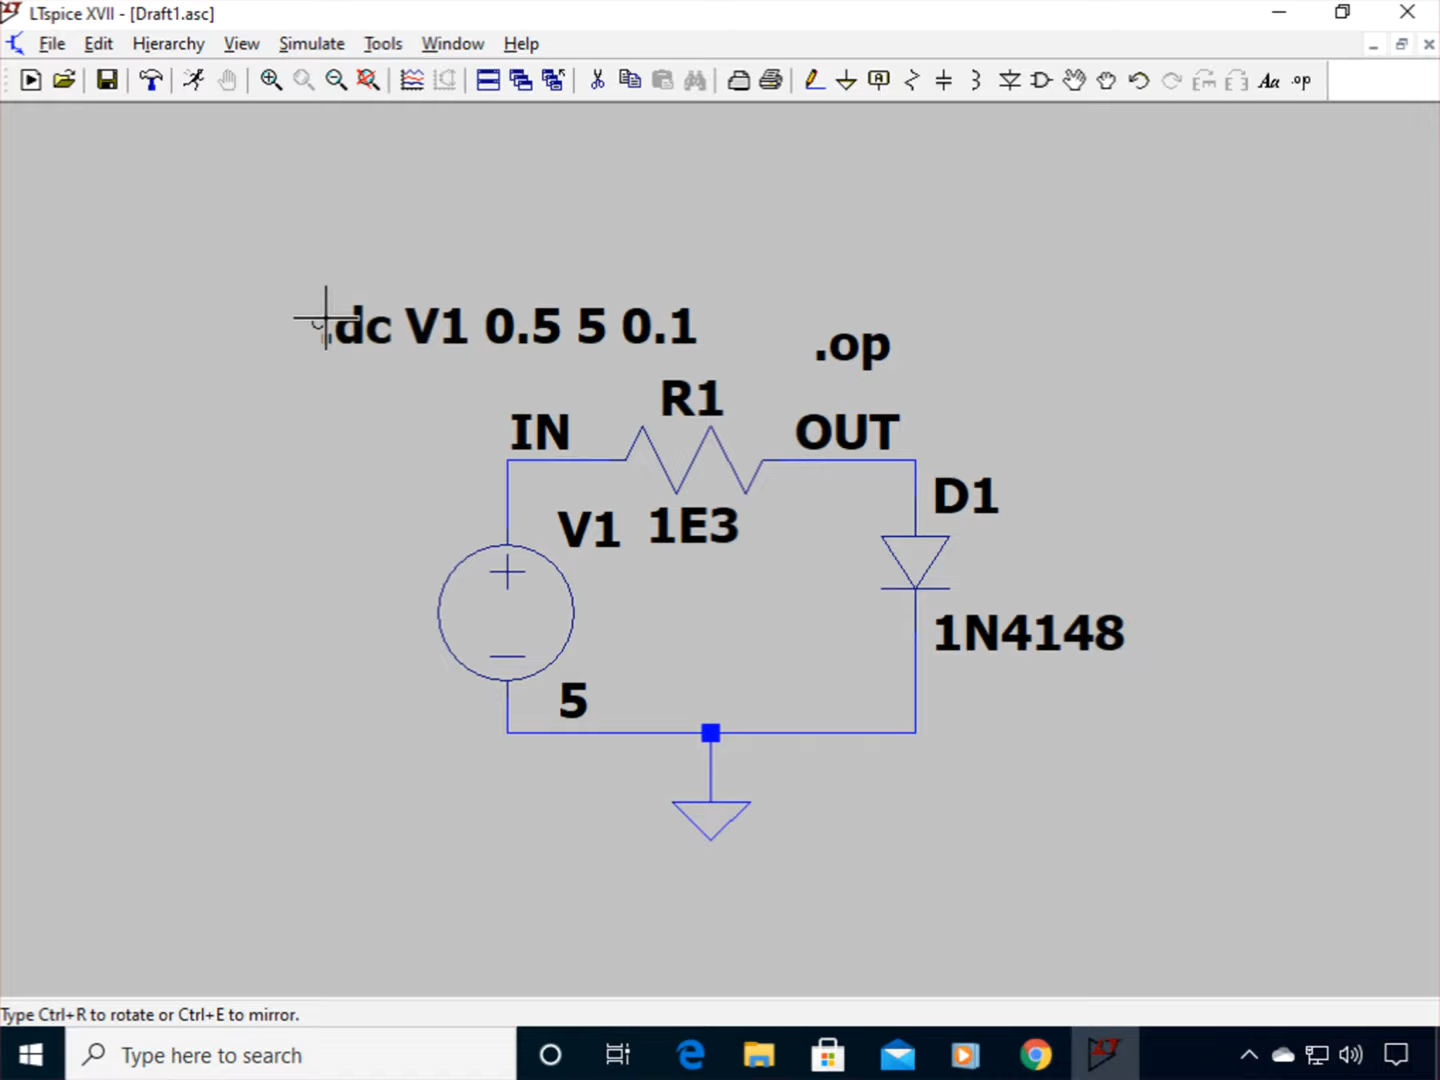 LTspice XVII - [Draft1.asc]
File Edit Hierarchy View Simulate Tools Window Help
Aa .op
.dc V1 0.5 5 0.1
.op
R1
IN OUT
D1
V1 1E3
1N4148
5
Type Ctrl+R to rotate or Ctrl+E to mirror.
Type here to search